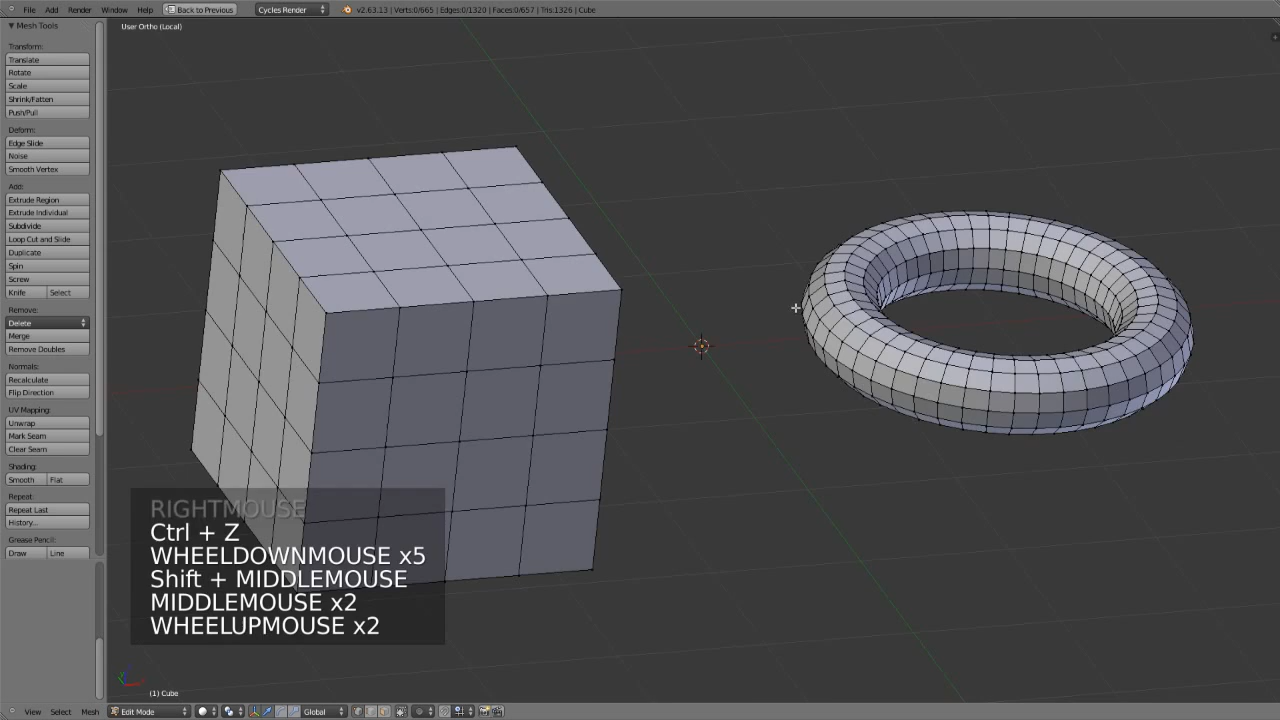 File Add Render Window Help Back to Previous Cycles Render v2.63.13 | Verts:0/665 | Edges:0/1320 | Faces:0/657 | Tris:1326 | Cube
Mesh Tools
User Ortho (Local)
Transform:
Translate
Rotate
Scale
Shrink/Fatten
Push/Pull
Deform:
Edge Slide
Noise
Smooth Vertex
Add:
Extrude Region
Extrude Individual
Subdivide
Loop Cut and Slide
Duplicate
Spin
Screw
Knife Select
Remove:
Delete
Merge
Remove Doubles
Normals:
Recalculate
Flip Direction
UV Mapping:
Unwrap
Mark Seam
Clear Seam
Shading:
Smooth Flat
Repeat:
Repeat Last
History...
Grease Pencil:
Draw Line
RIGHTMOUSE
Ctrl + Z
WHEELDOWNMOUSE x5
Shift + MIDDLEMOUSE
MIDDLEMOUSE x2
WHEELUPMOUSE x2
(1) Cube
View Select Mesh Edit Mode Global